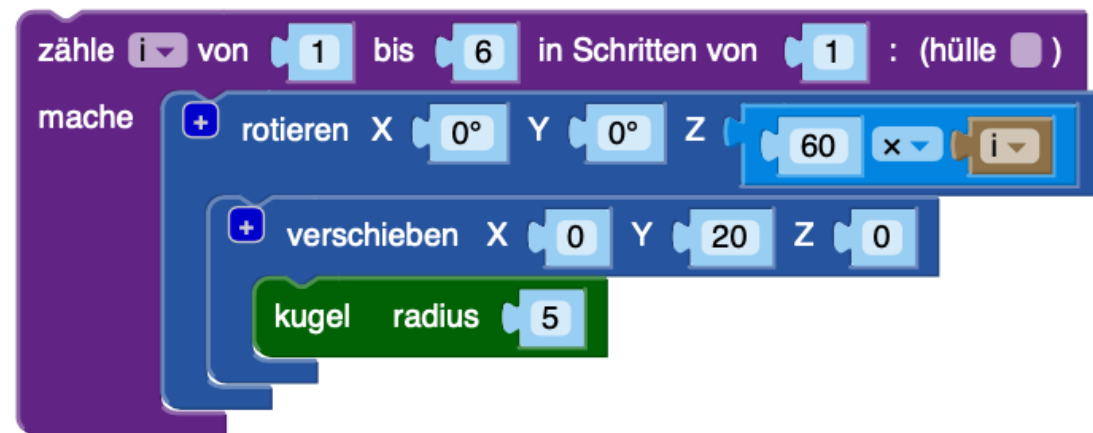 zähle i von 1 bis 6 in Schritten von 1 : (hülle )
mache
+ rotieren X 0° Y 0° Z 60 × i
+ verschieben X 0 Y 20 Z 0
kugel radius 5